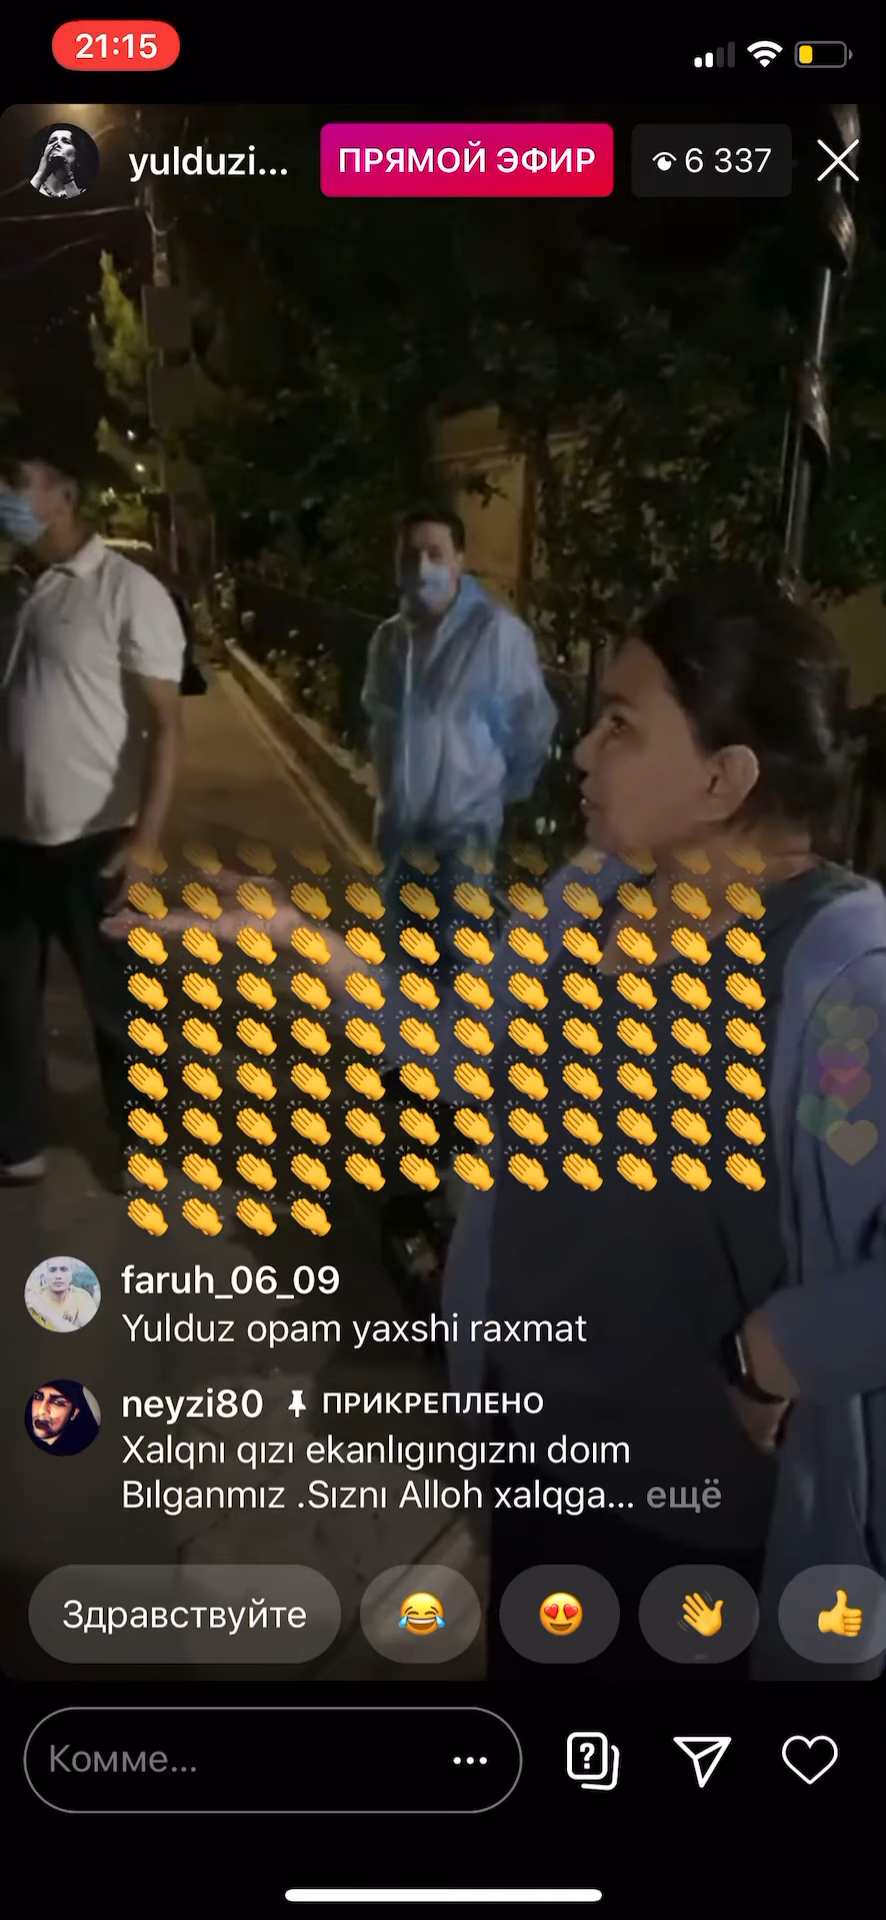 21:15
yulduzi...
ПРЯМОЙ ЭФИР
6 337
faruh_06_09
Yulduz opam yaxshi raxmat
neyzi80 ПРИКРЕПЛЕНО
Xalqnı qızı ekanlıgıngıznı doım
Bılganmız .Sıznı Alloh xalqga... ещё
Здравствуйте
Комме...